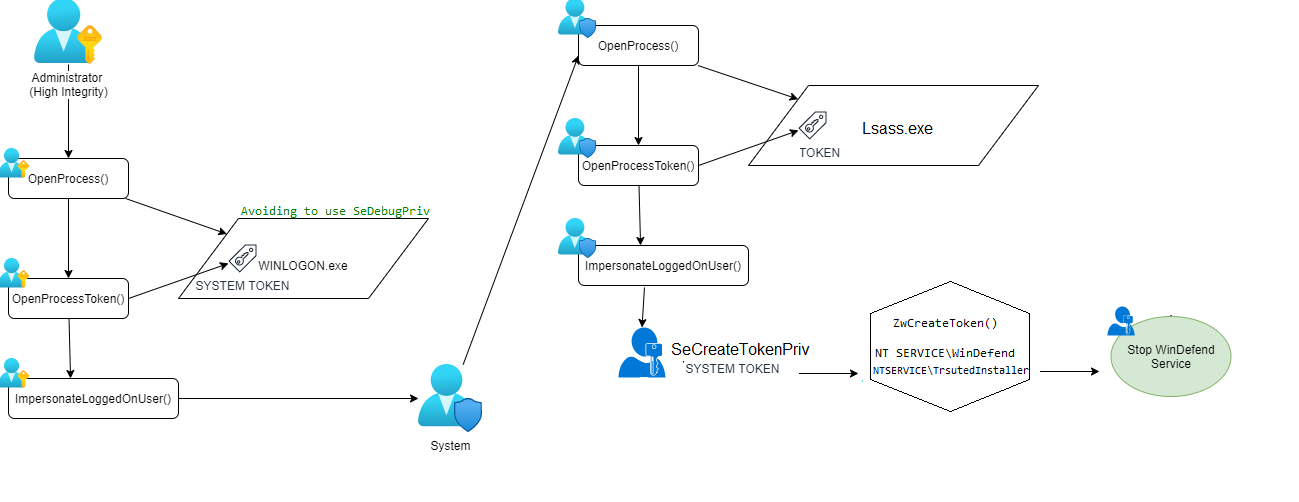 Administrator
(High Integrity)
OpenProcess()
Avoiding to use SeDebugPriv
WINLOGON.exe
SYSTEM TOKEN
OpenProcessToken()
ImpersonateLoggedOnUser()
System
OpenProcess()
Lsass.exe
TOKEN
OpenProcessToken()
ImpersonateLoggedOnUser()
SeCreateTokenPriv
SYSTEM TOKEN
ZwCreateToken()
NT SERVICE\WinDefend
NTSERVICE\TrsutedInstaller
Stop WinDefend
Service